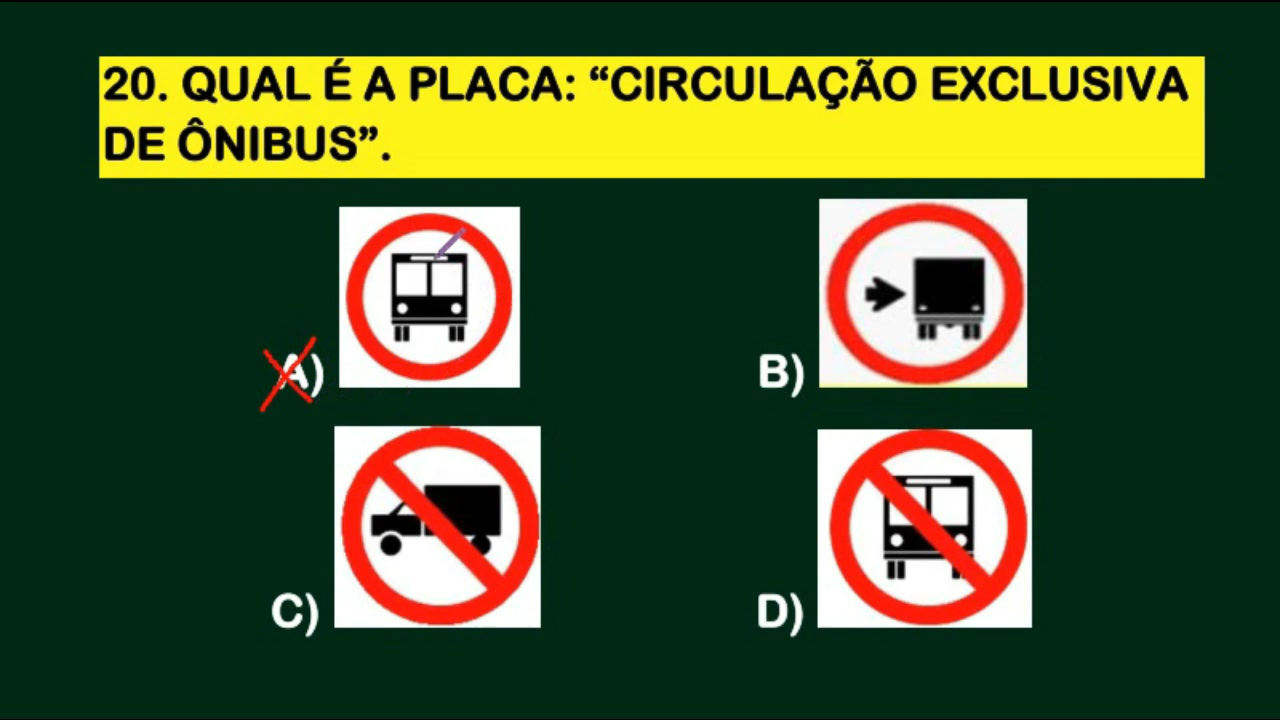 20. QUAL É A PLACA: “CIRCULAÇÃO EXCLUSIVA
DE ÔNIBUS”.
A)
B)
C)
D)